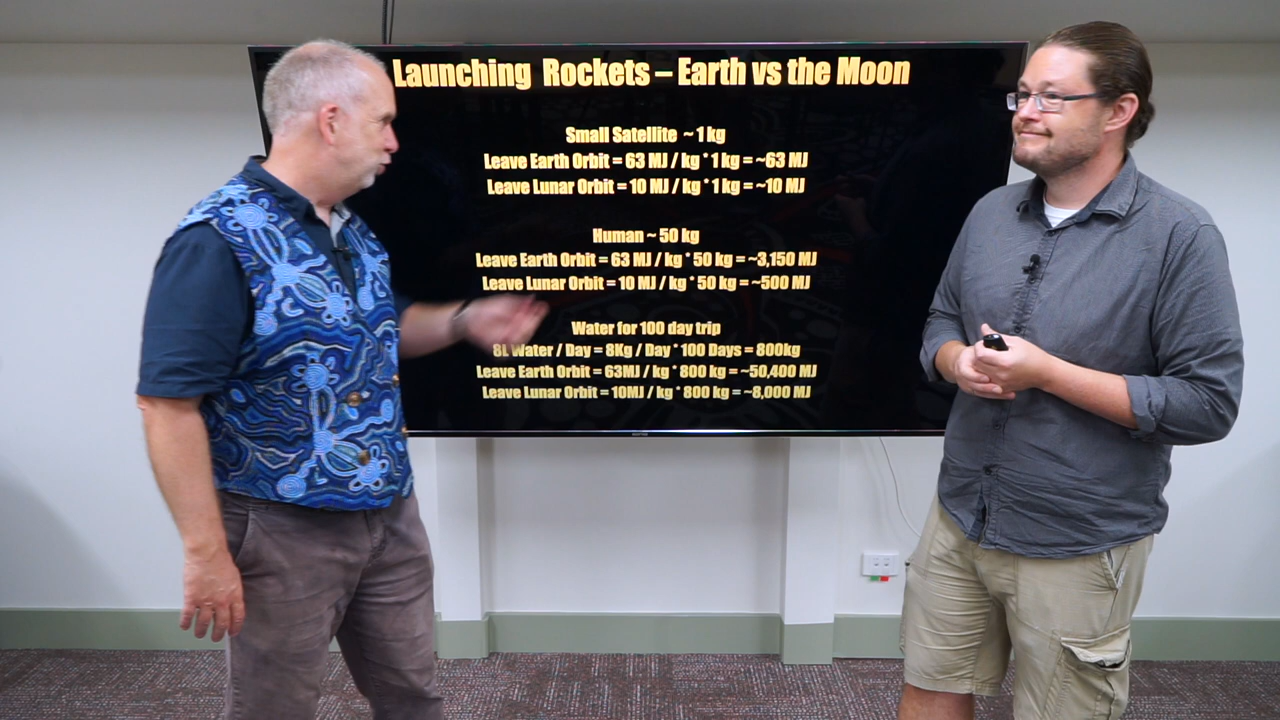 Launching Rockets – Earth vs the Moon
Small Satellite ~ 1 kg
Leave Earth Orbit = 63 MJ / kg * 1 kg = ~63 MJ
Leave Lunar Orbit = 10 MJ / kg * 1 kg = ~10 MJ
Human ~ 50 kg
Leave Earth Orbit = 63 MJ / kg * 50 kg = ~3,150 MJ
Leave Lunar Orbit = 10 MJ / kg * 50 kg = ~500 MJ
Water for 100 day trip
8L Water / Day = 8Kg / Day * 100 Days = 800kg
Leave Earth Orbit = 63MJ / kg * 800 kg = ~50,400 MJ
Leave Lunar Orbit = 10MJ / kg * 800 kg = ~8,000 MJ